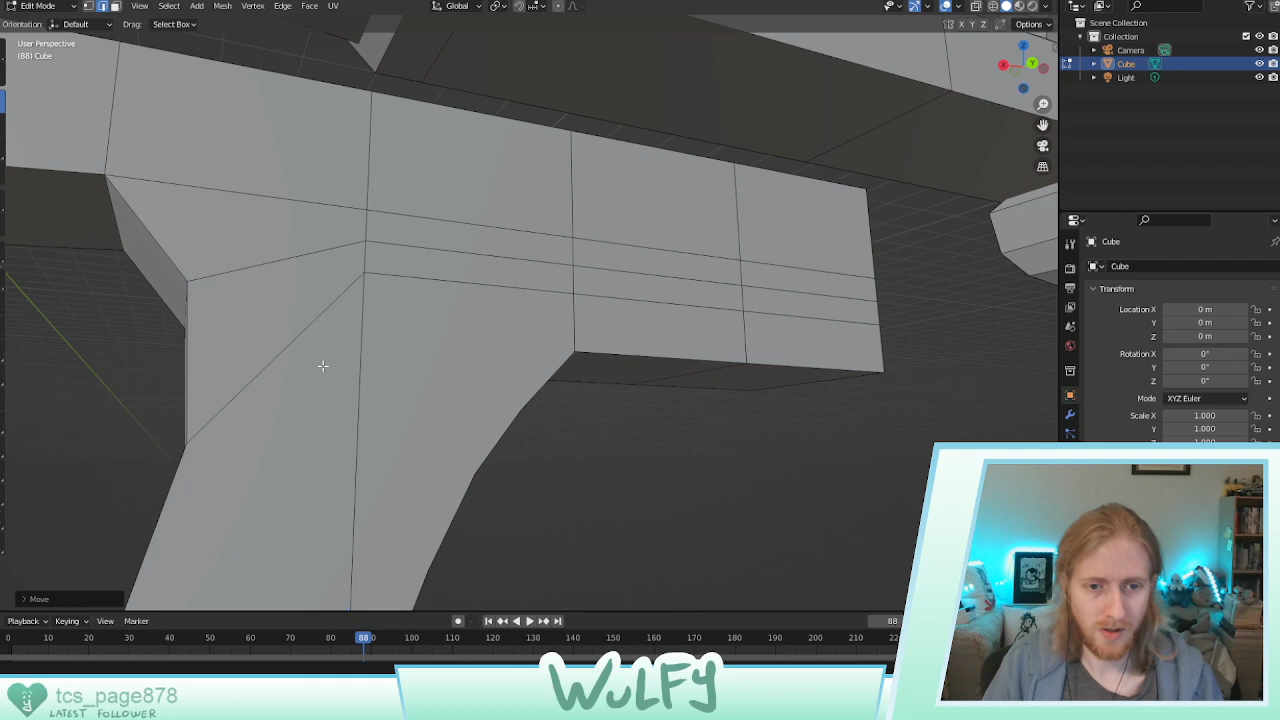 Edit Mode View Select Add Mesh Vertex Edge Face UV Global
Orientation: Default Drag: Select Box X Y Z Options
User Perspective
(88) Cube
Z
X Y
Scene Collection
Collection
Camera
Cube
Light
Cube
Cube
Transform
Location X 0 m
Y 0 m
Z 0 m
Rotation X 0°
Y 0°
Z 0°
Mode XYZ Euler
Scale X 1.000
Y 1.000
Move
Playback Keying View Marker 88
0 10 20 30 40 50 60 70 80 88 100 110 120 130 140 150 160 170 180 190 200 210
WULFY
tcs_page878
LATEST FOLLOWER